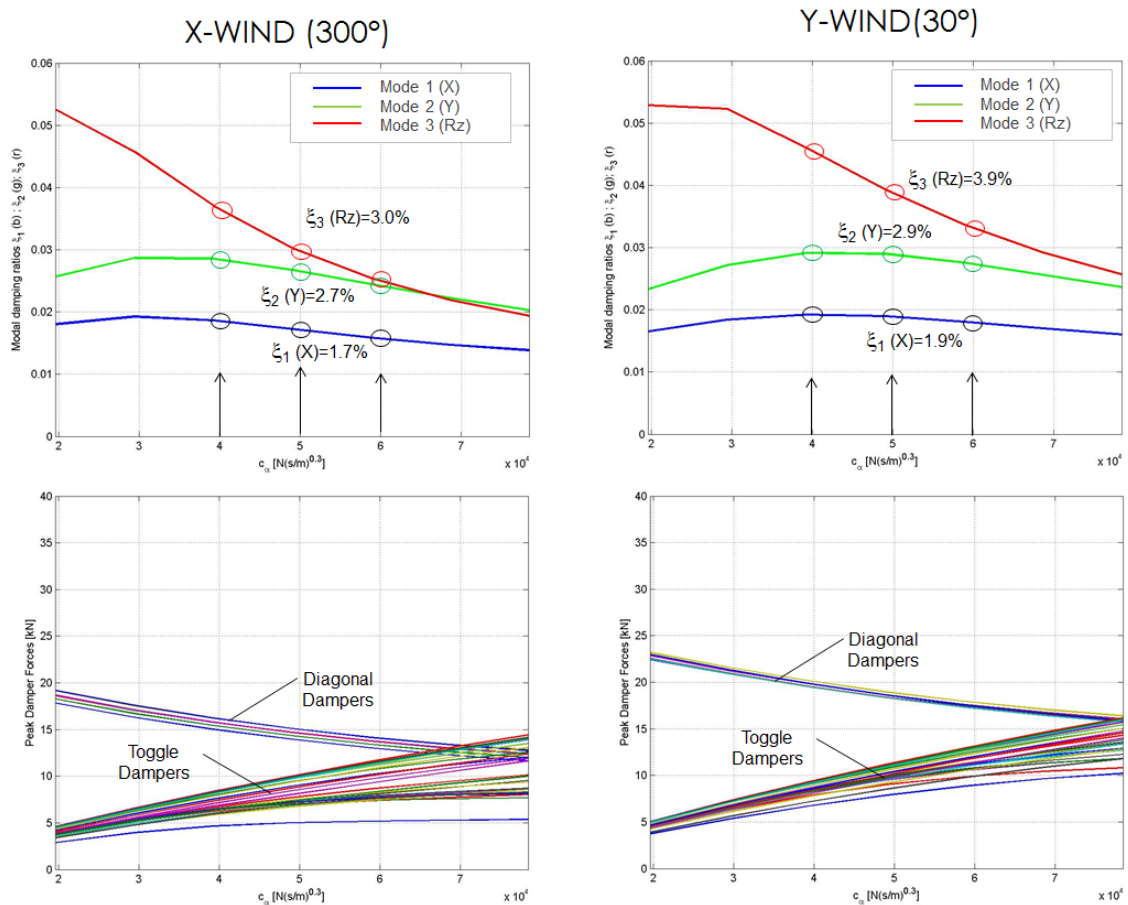 X-WIND (300°)
Modal damping ratios ξ₁ (b) ; ξ₂ (g); ξ₃ (r)
0.06
0.05
0.04
0.03
0.02
0.01
0
Mode 1 (X)
Mode 2 (Y)
Mode 3 (Rz)
ξ₃ (Rz)=3.0%
ξ₂ (Y)=2.7%
ξ₁ (X)=1.7%
2 3 4 5 6 7
x 10⁴
c_α [N(s/m)^0.3]
Y-WIND(30°)
Modal damping ratios ξ₁ (b) ; ξ₂ (g); ξ₃ (r)
0.06
0.05
0.04
0.03
0.02
0.01
0
Mode 1 (X)
Mode 2 (Y)
Mode 3 (Rz)
ξ₃ (Rz)=3.9%
ξ₂ (Y)=2.9%
ξ₁ (X)=1.9%
2 3 4 5 6 7
x 10⁴
c_α [N(s/m)^0.3]
Peak Damper Forces [kN]
40
35
30
25
20
15
10
5
0
Diagonal
Dampers
Toggle
Dampers
2 3 4 5 6 7
x 10⁴
c_α [N(s/m)^0.3]
Peak Damper Forces [kN]
40
35
30
25
20
15
10
5
0
Diagonal
Dampers
Toggle
Dampers
2 3 4 5 6 7
x 10⁴
c_α [N(s/m)^0.3]